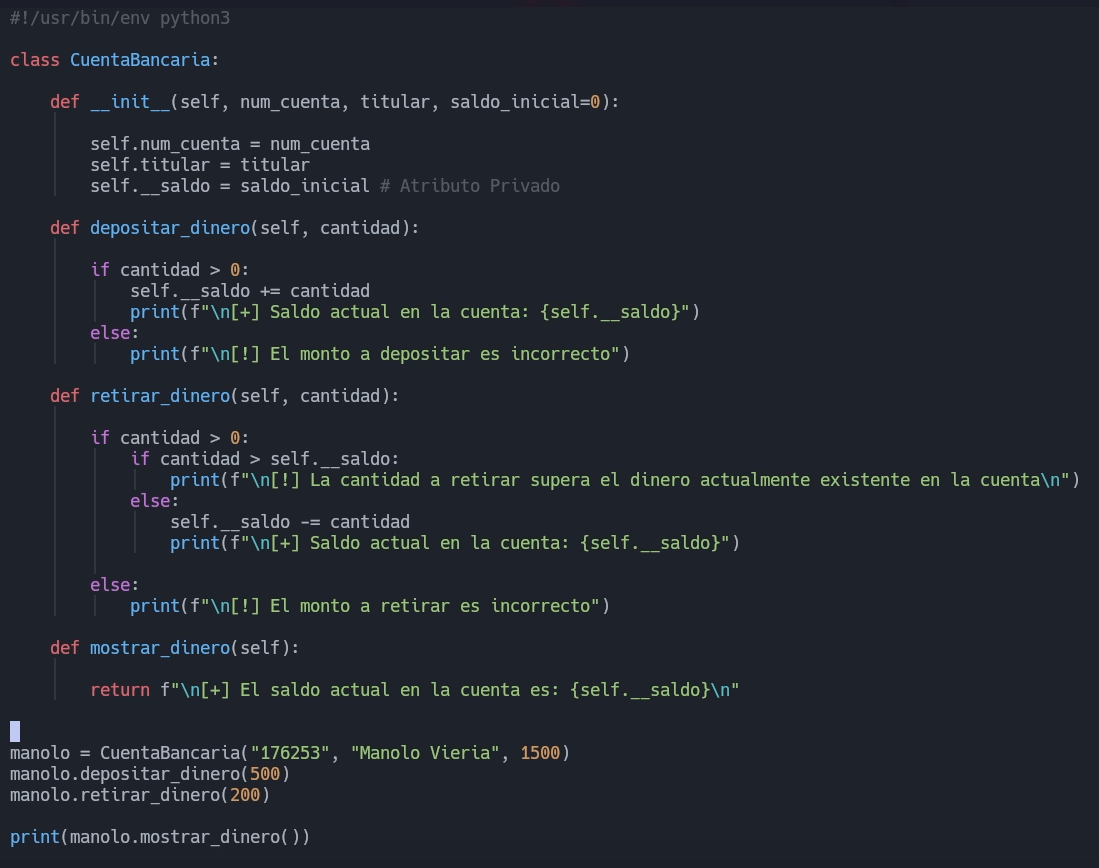 #!/usr/bin/env python3
class CuentaBancaria:
    def __init__(self, num_cuenta, titular, saldo_inicial=0):
        self.num_cuenta = num_cuenta
        self.titular = titular
        self.__saldo = saldo_inicial # Atributo Privado
    def depositar_dinero(self, cantidad):
        if cantidad > 0:
            self.__saldo += cantidad
            print(f"\n[+] Saldo actual en la cuenta: {self.__saldo}")
        else:
            print(f"\n[!] El monto a depositar es incorrecto")
    def retirar_dinero(self, cantidad):
        if cantidad > 0:
            if cantidad > self.__saldo:
                print(f"\n[!] La cantidad a retirar supera el dinero actualmente existente en la cuenta\n")
            else:
                self.__saldo -= cantidad
                print(f"\n[+] Saldo actual en la cuenta: {self.__saldo}")
        else:
            print(f"\n[!] El monto a retirar es incorrecto")
    def mostrar_dinero(self):
        return f"\n[+] El saldo actual en la cuenta es: {self.__saldo}\n"
manolo = CuentaBancaria("176253", "Manolo Vieria", 1500)
manolo.depositar_dinero(500)
manolo.retirar_dinero(200)
print(manolo.mostrar_dinero())